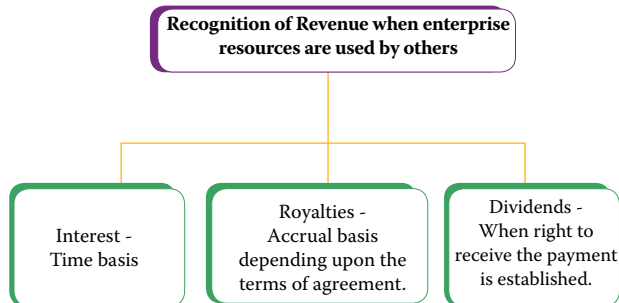 Recognition of Revenue when enterprise
resources are used by others
Interest -
Time basis
Royalties -
Accrual basis
depending upon the
terms of agreement.
Dividends -
When right to
receive the payment
is established.